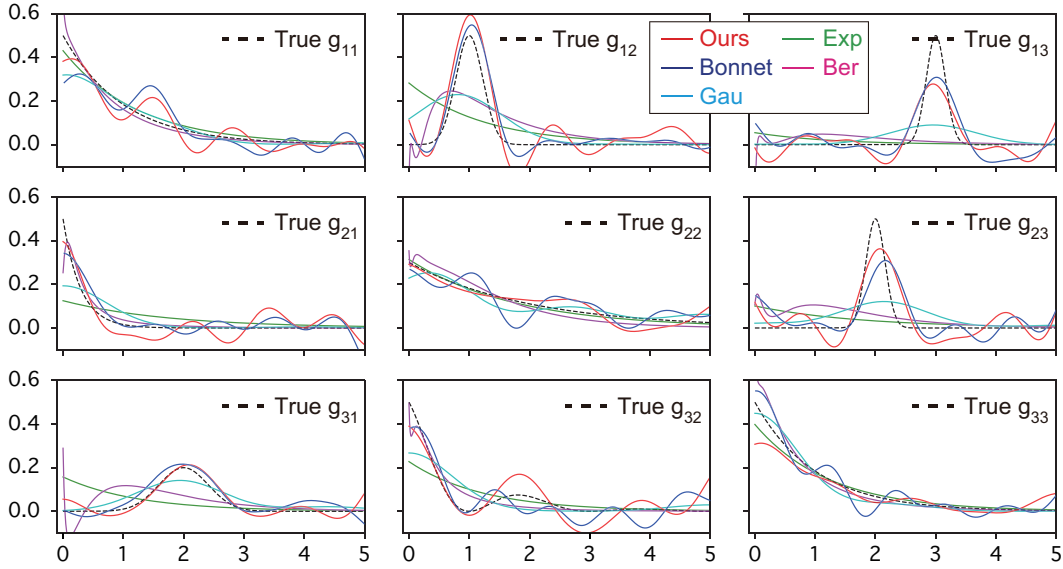 0.6
0.4
0.2
0.0
True g11
True g12
True g13
Ours
Exp
Bonnet
Ber
Gau
0.6
0.4
0.2
0.0
True g21
True g22
True g23
0.6
0.4
0.2
0.0
True g31
True g32
True g33
0 1 2 3 4 5
0 1 2 3 4 5
0 1 2 3 4 5